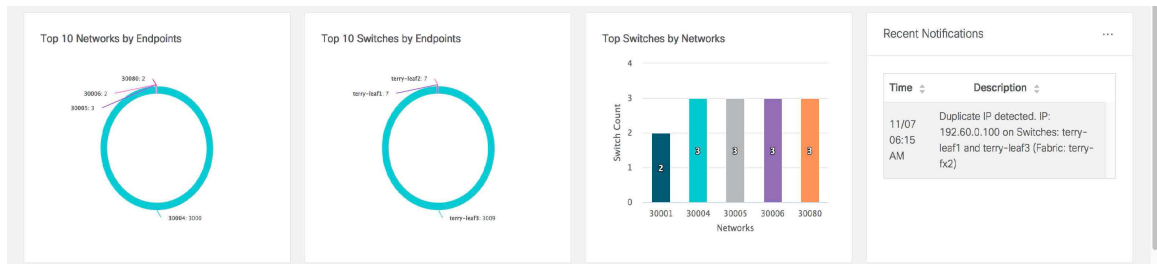 Top 10 Networks by Endpoints
30080: 2
30006: 2
30005: 3
30004: 3008
Top 10 Switches by Endpoints
terry-leaf2: 7
terry-leaf1: 7
terry-leaf3: 3009
Top Switches by Networks
4
3
2
1
0
Switch Count
2
3
3
3
3
30001 30004 30005 30006 30080
Networks
Recent Notifications
...
Time Description
11/07
06:15
AM
Duplicate IP detected. IP:
192.60.0.100 on Switches: terry-
leaf1 and terry-leaf3 (Fabric: terry-
fx2)